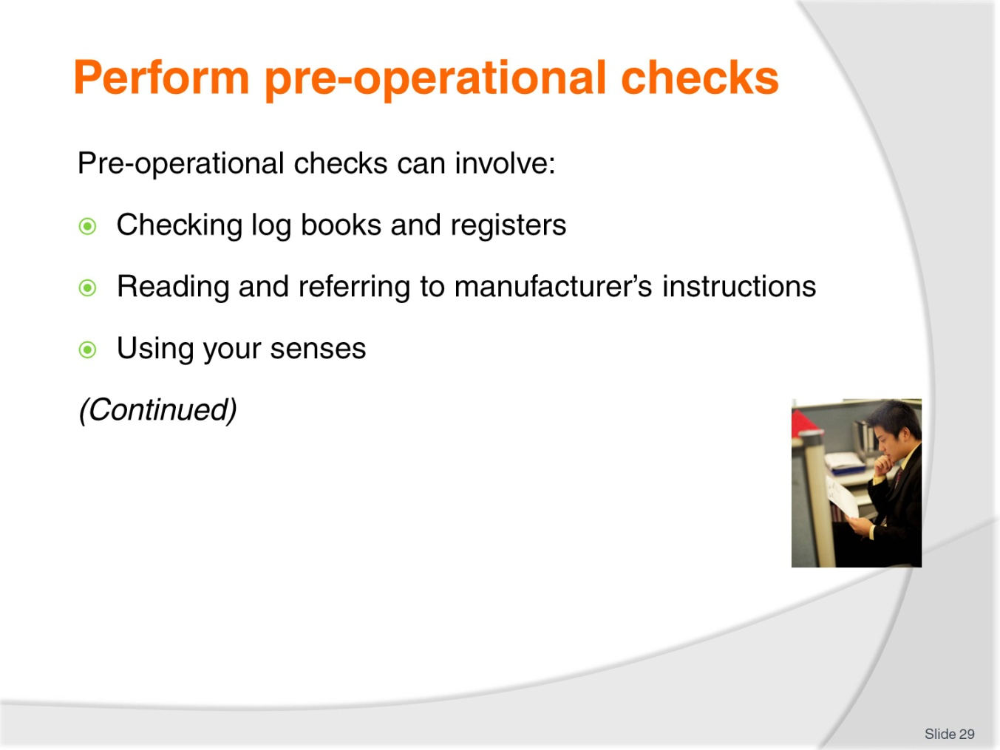 Perform pre-operational checks
Pre-operational checks can involve:
Checking log books and registers
Reading and referring to manufacturer’s instructions
Using your senses
(Continued)
Slide 29